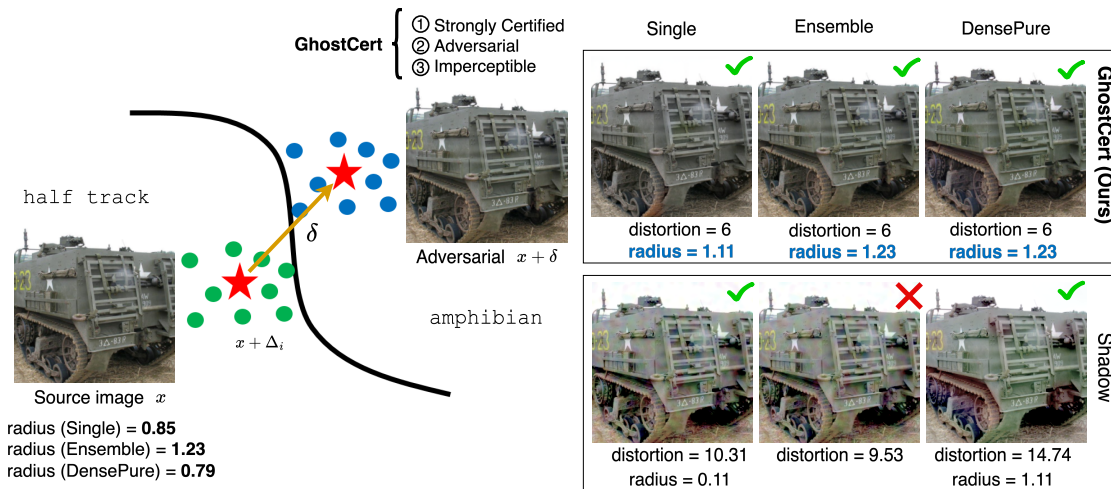 GhostCert
① Strongly Certified
② Adversarial
③ Imperceptible
half track
δ
Adversarial x + δ
x + Δi
amphibian
Source image x
radius (Single) = 0.85
radius (Ensemble) = 1.23
radius (DensePure) = 0.79
Single Ensemble DensePure
GhostCert (Ours)
distortion = 6 distortion = 6 distortion = 6
radius = 1.11 radius = 1.23 radius = 1.23
Shadow
distortion = 10.31 distortion = 9.53 distortion = 14.74
radius = 0.11 radius = 1.11